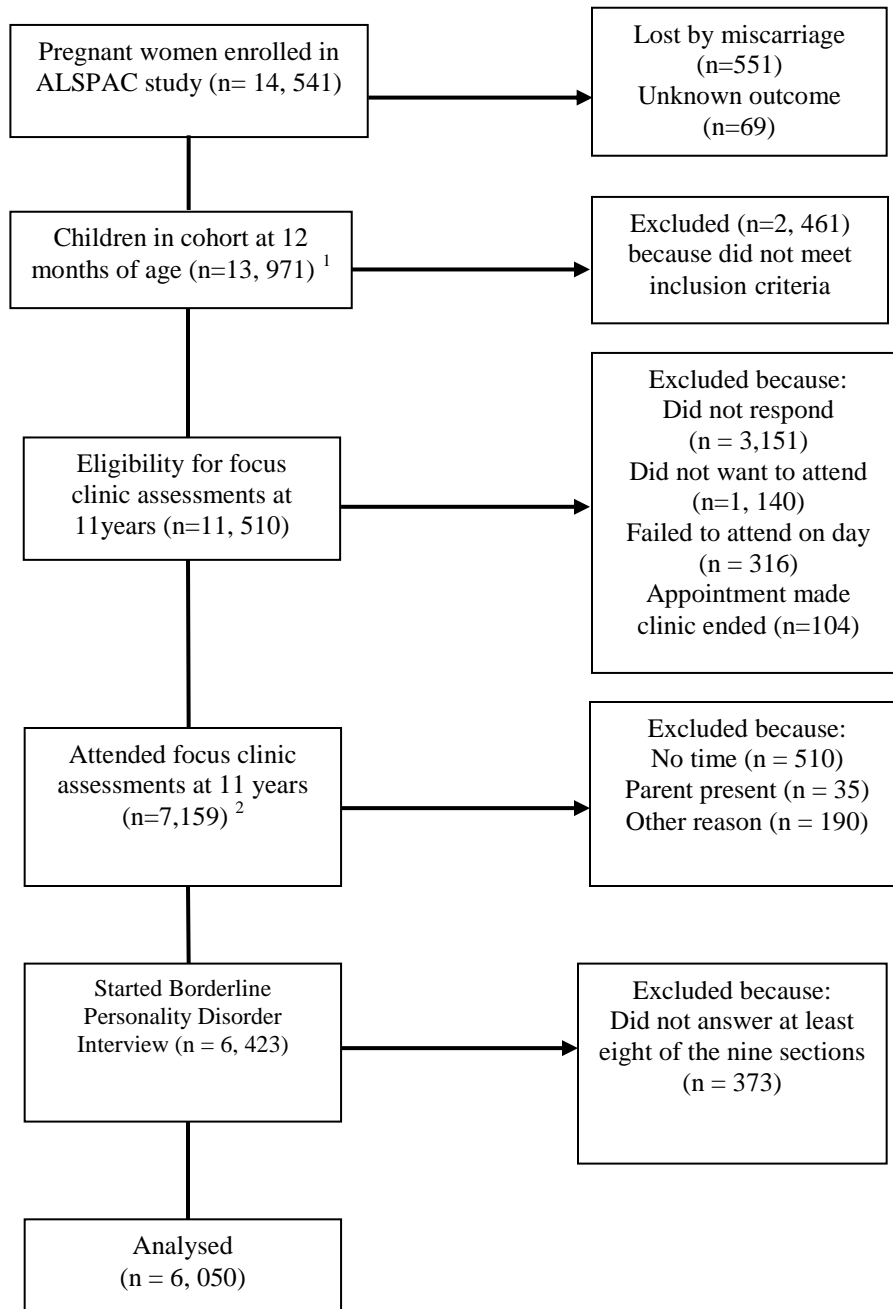 Pregnant women enrolled in
ALSPAC study (n= 14, 541)
Lost by miscarriage
(n=551)
Unknown outcome
(n=69)
Children in cohort at 12
months of age (n=13, 971) 1
Excluded (n=2, 461)
because did not meet
inclusion criteria
Eligibility for focus
clinic assessments at
11years (n=11, 510)
Excluded because:
Did not respond
(n = 3,151)
Did not want to attend
(n=1, 140)
Failed to attend on day
(n = 316)
Appointment made
clinic ended (n=104)
Attended focus clinic
assessments at 11 years
(n=7,159) 2
Excluded because:
No time (n = 510)
Parent present (n = 35)
Other reason (n = 190)
Started Borderline
Personality Disorder
Interview (n = 6, 423)
Excluded because:
Did not answer at least
eight of the nine sections
(n = 373)
Analysed
(n = 6, 050)